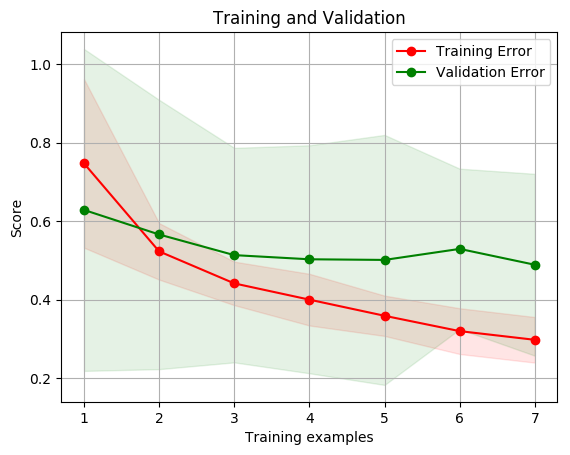 Training and Validation
Training Error
Validation Error
Score
1.0
0.8
0.6
0.4
0.2
1 2 3 4 5 6 7
Training examples